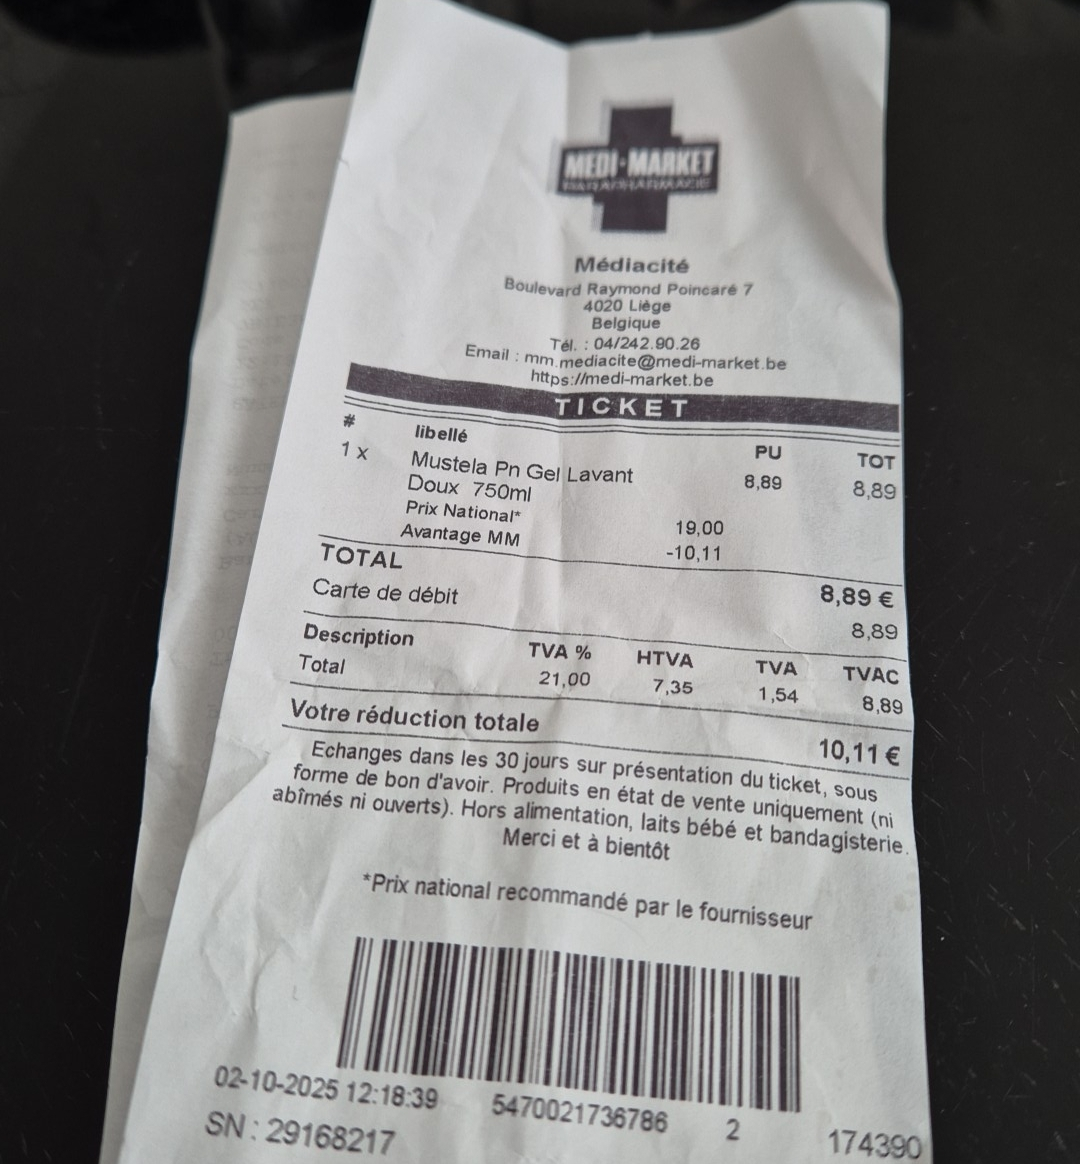 MEDI-MARKET
PARAPHARMACIE
Médiacité
Boulevard Raymond Poincaré 7
4020 Liège
Belgique
Tél. : 04/242.90.26
Email : mm.mediacite@medi-market.be
https://medi-market.be
TICKET
# libellé PU TOT
1 x Mustela Pn Gel Lavant 8,89 8,89
Doux 750ml
Prix National* 19,00
Avantage MM -10,11
TOTAL 8,89 €
Carte de débit 8,89
Description TVA % HTVA TVA TVAC
Total 21,00 7,35 1,54 8,89
Votre réduction totale 10,11 €
Echanges dans les 30 jours sur présentation du ticket, sous
forme de bon d'avoir. Produits en état de vente uniquement (ni
abîmés ni ouverts). Hors alimentation, laits bébé et bandagisterie.
Merci et à bientôt
*Prix national recommandé par le fournisseur
02-10-2025 12:18:39 5470021736786 2 174390
SN : 29168217